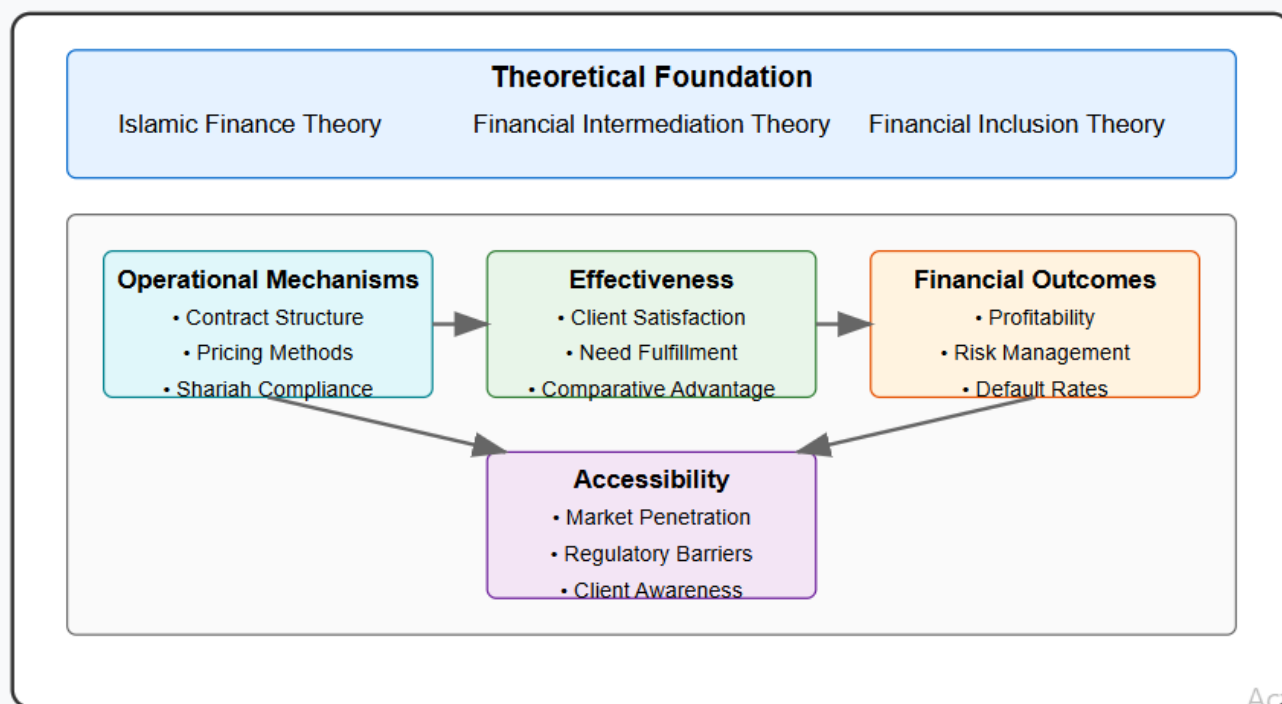 Theoretical Foundation
Islamic Finance Theory Financial Intermediation Theory Financial Inclusion Theory
Operational Mechanisms
• Contract Structure
• Pricing Methods
• Shariah Compliance
Effectiveness
• Client Satisfaction
• Need Fulfillment
• Comparative Advantage
Financial Outcomes
• Profitability
• Risk Management
• Default Rates
Accessibility
• Market Penetration
• Regulatory Barriers
• Client Awareness